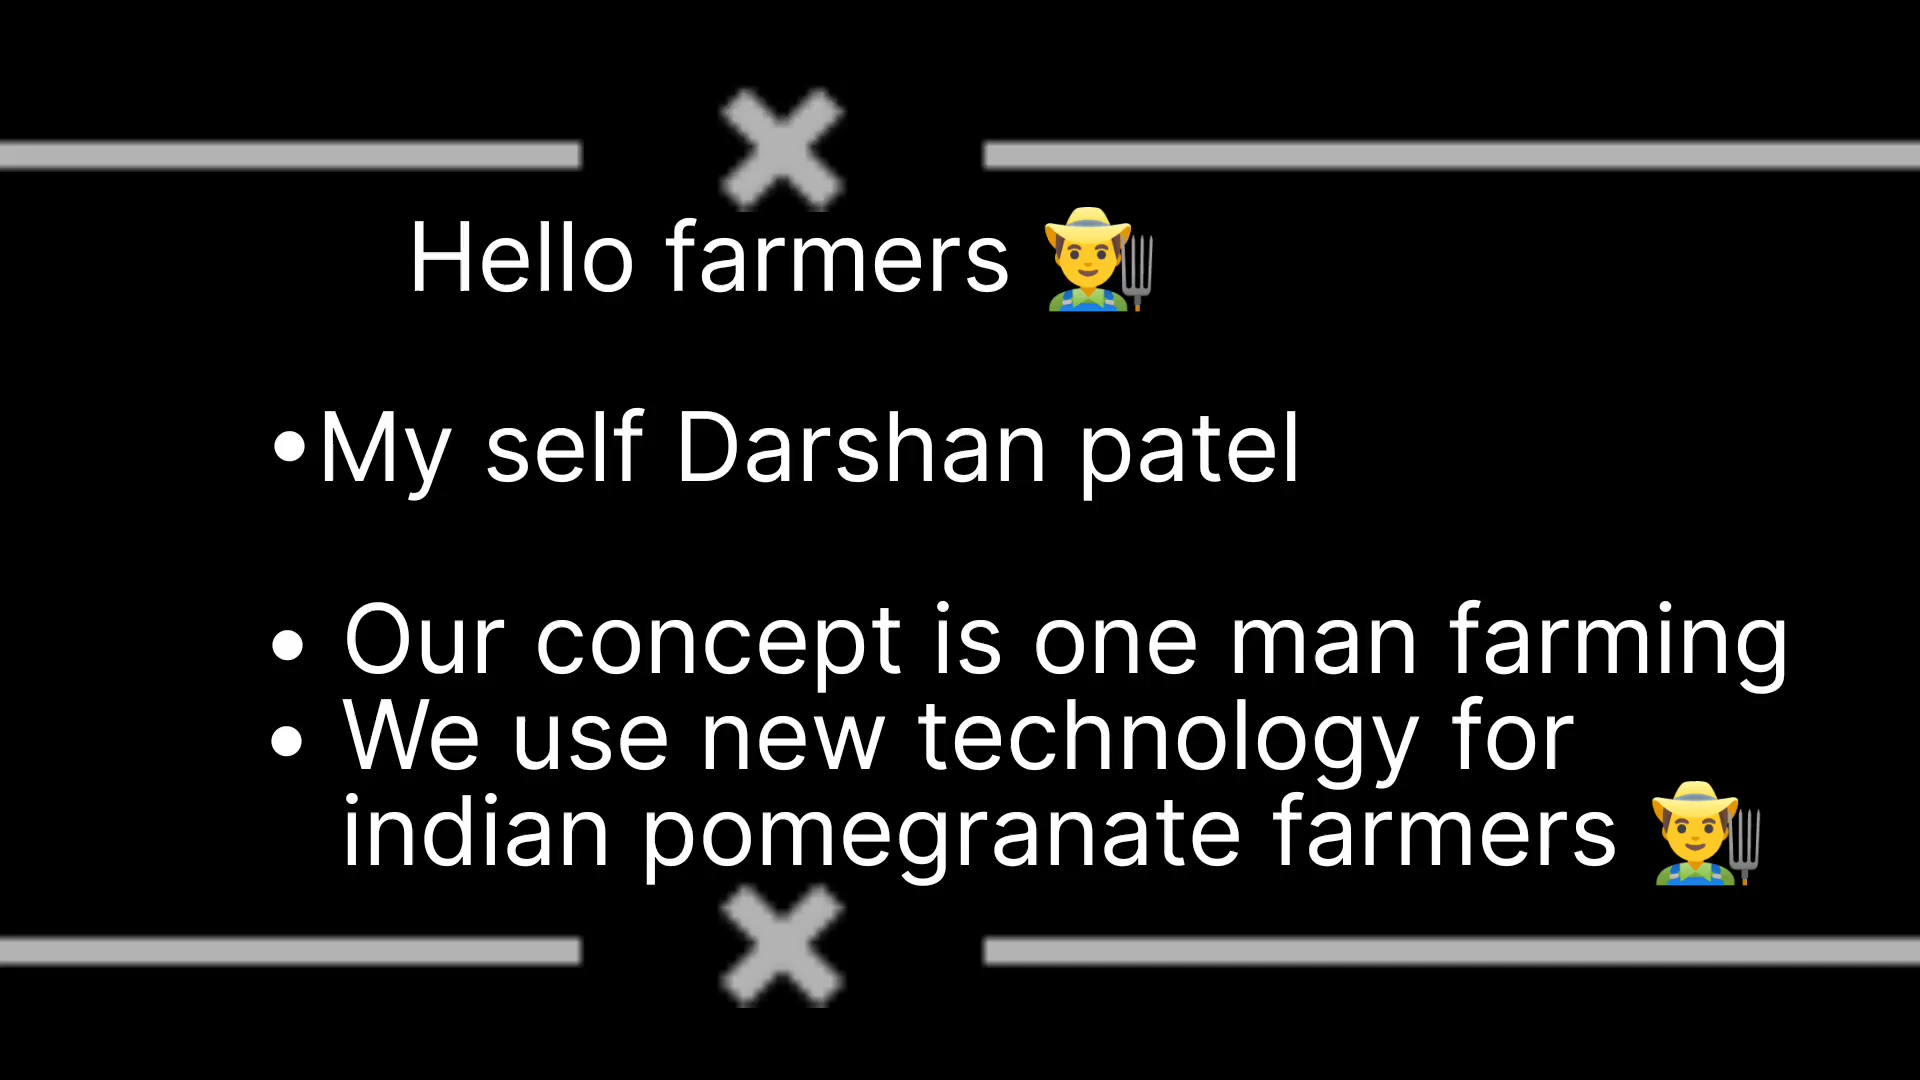 Hello farmers 👨‍🌾
•My self Darshan patel
• Our concept is one man farming
• We use new technology for
indian pomegranate farmers 👨‍🌾